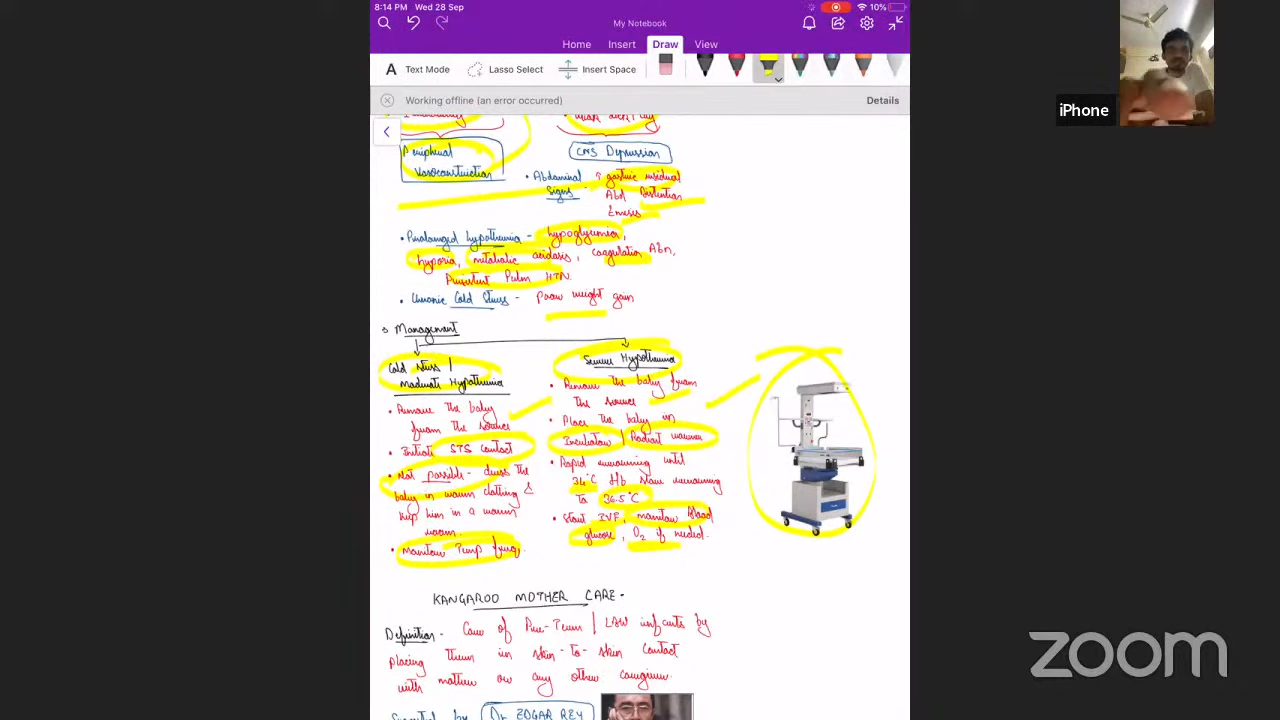 8:14 PM Wed 28 Sep
10%
My Notebook
Home Insert Draw View
A Text Mode Lasso Select Insert Space
Working offline (an error occurred) Details
iPhone
Peripheral
Vasoconstriction
CNS Depression
• Abdominal Signs - ↑ gastric residual
Abd Distention
Emesis
• Prolonged hypothermia - hypoglycemia,
hypoxia, metabolic acidosis, coagulation Abn,
Persistent Pulm HTN.
• Chronic Cold Stress - Poor weight gain
Management
Cold Stress |
Moderate Hypothermia
• Remove the baby
from the source
• Initiate STS Contact
• Not possible - dress the
baby in warm clothing &
keep him in a warm
room.
• Maintain Temp freq.
Severe Hypothermia
• Remove the baby from
the source
• Place the baby in
Incubator | Radiant warmer
• Rapid rewarming until
34°C f/b slow rewarming
to 36.5°C
• Start IVF, maintain Blood
glucose, O2 if needed.
KANGAROO MOTHER CARE -
Definition - Care of Pre-Term | LBW infants by
placing them in skin-to-skin contact
with mother or any other caregiver.
by Dr EDGAR REY
zoom